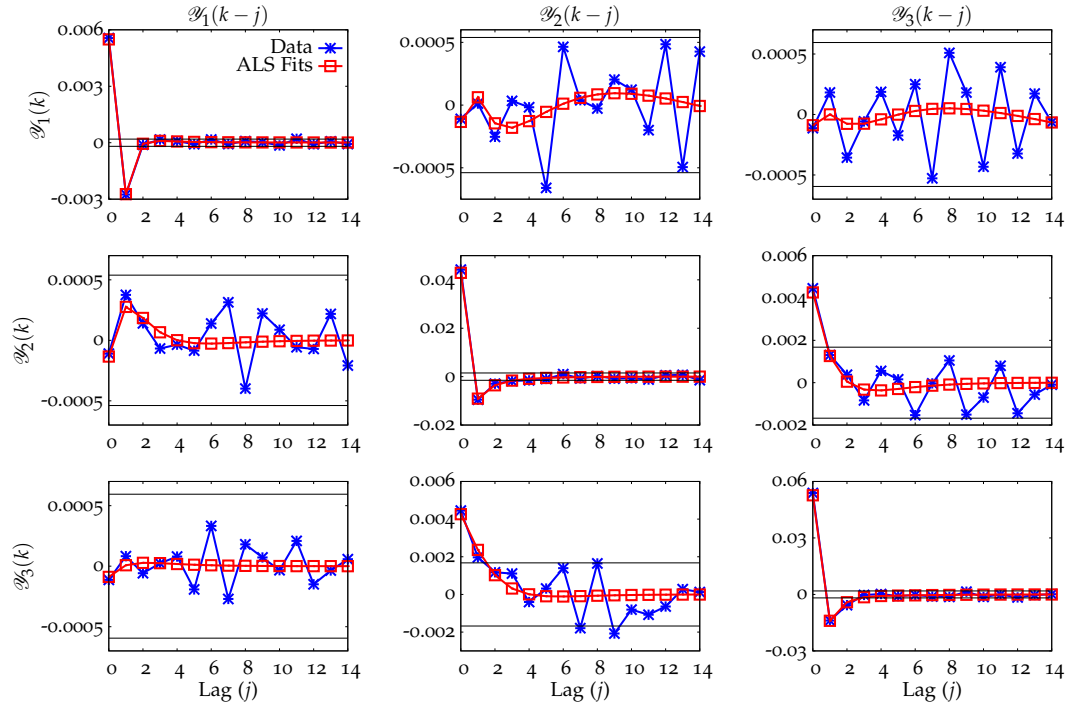 𝒴₁(k − j) 𝒴₂(k − j) 𝒴₃(k − j)
0.006
0.003
0
-0.003
0 2 4 6 8 10 12 14
𝒴₁(k)
Data
ALS Fits
0.0005
0
-0.0005
0 2 4 6 8 10 12 14
0.0005
0
-0.0005
0 2 4 6 8 10 12 14
0.0005
0
-0.0005
0 2 4 6 8 10 12 14
𝒴₂(k)
0.04
0.02
0
-0.02
0 2 4 6 8 10 12 14
0.004
0.002
0
-0.002
0 2 4 6 8 10 12 14
0.0005
0
-0.0005
0 2 4 6 8 10 12 14
𝒴₃(k)
Lag (j)
0.004
0.002
0
-0.002
0 2 4 6 8 10 12 14
Lag (j)
0.06
0.03
0
-0.03
0 2 4 6 8 10 12 14
Lag (j)